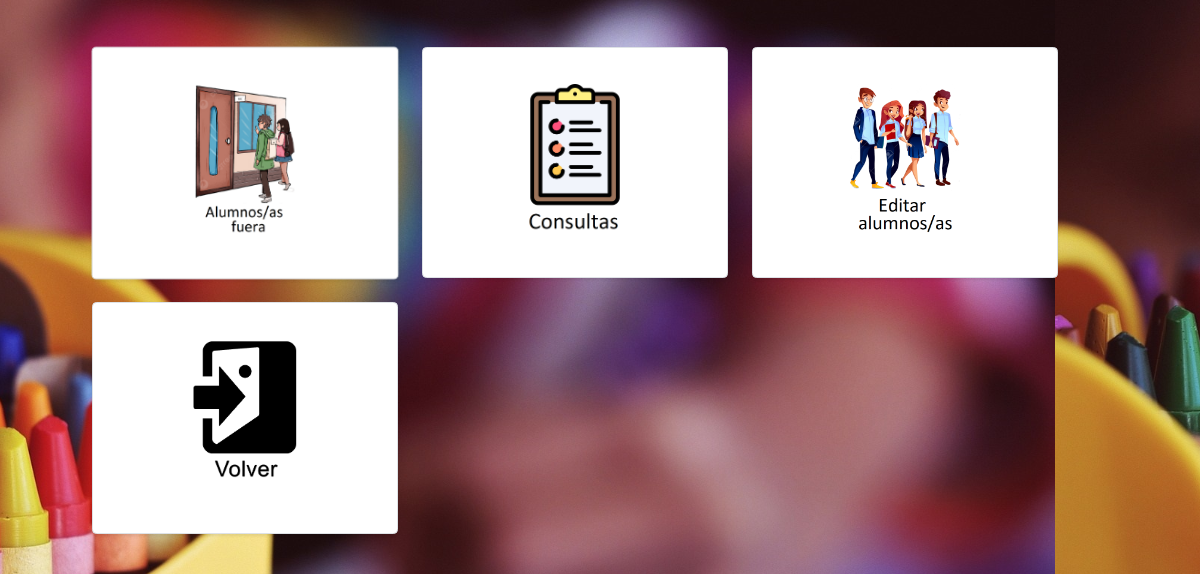 Alumnos/as
fuera
Consultas
Editar
alumnos/as
Volver